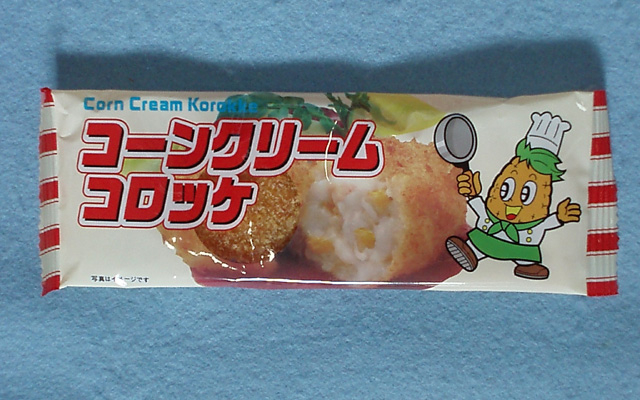 Corn Cream Korokke
コーンクリーム
コロッケ
写真はイメージです